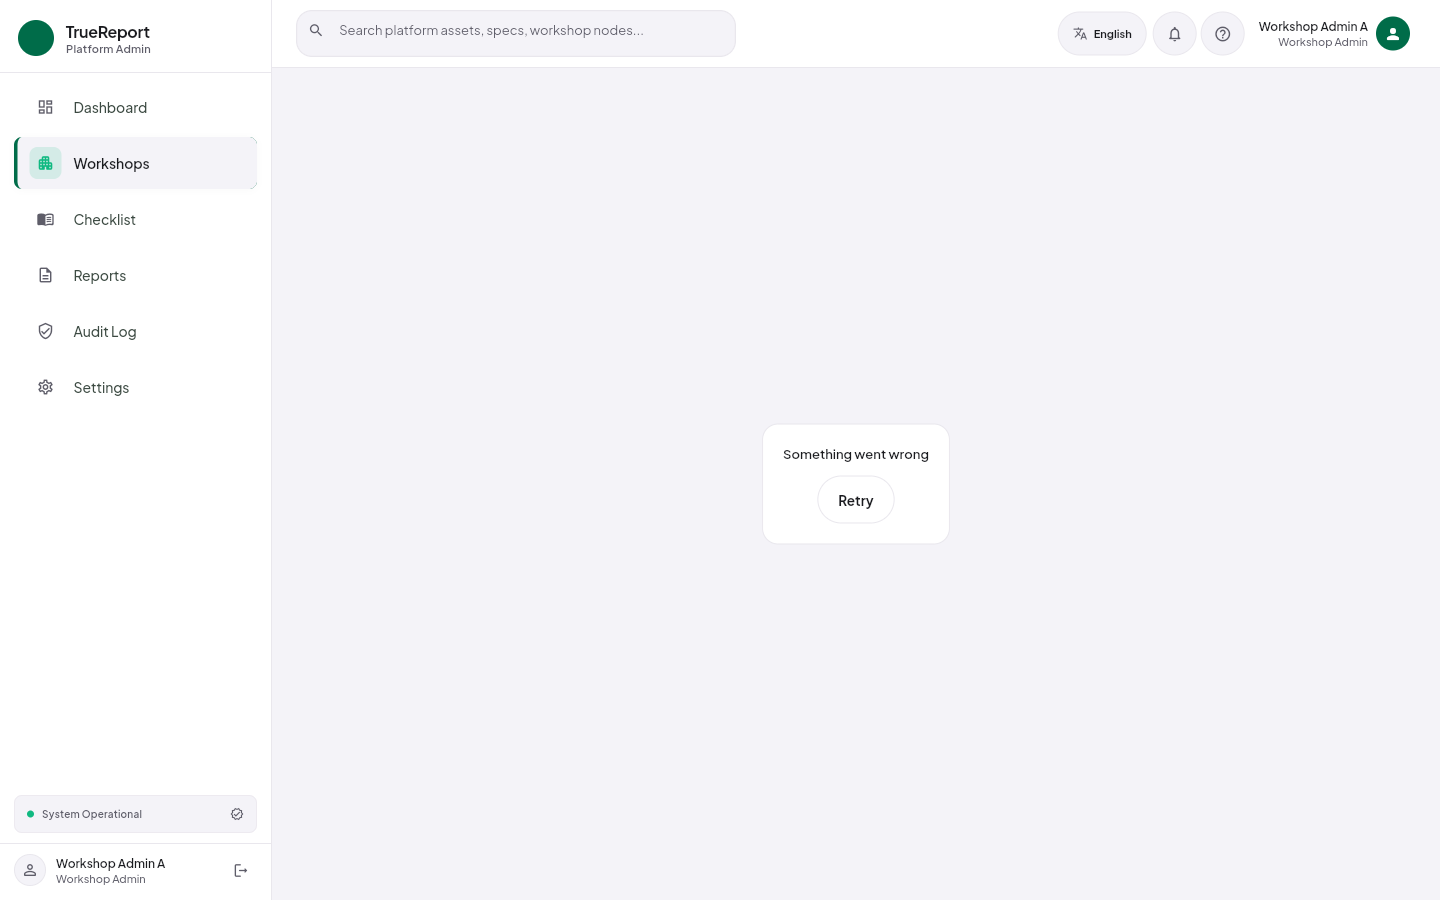 TrueReport
Platform Admin
Search platform assets, specs, workshop nodes...
English
Workshop Admin A
Workshop Admin
Dashboard
Workshops
Checklist
Reports
Audit Log
Settings
Something went wrong
Retry
System Operational
Workshop Admin A
Workshop Admin